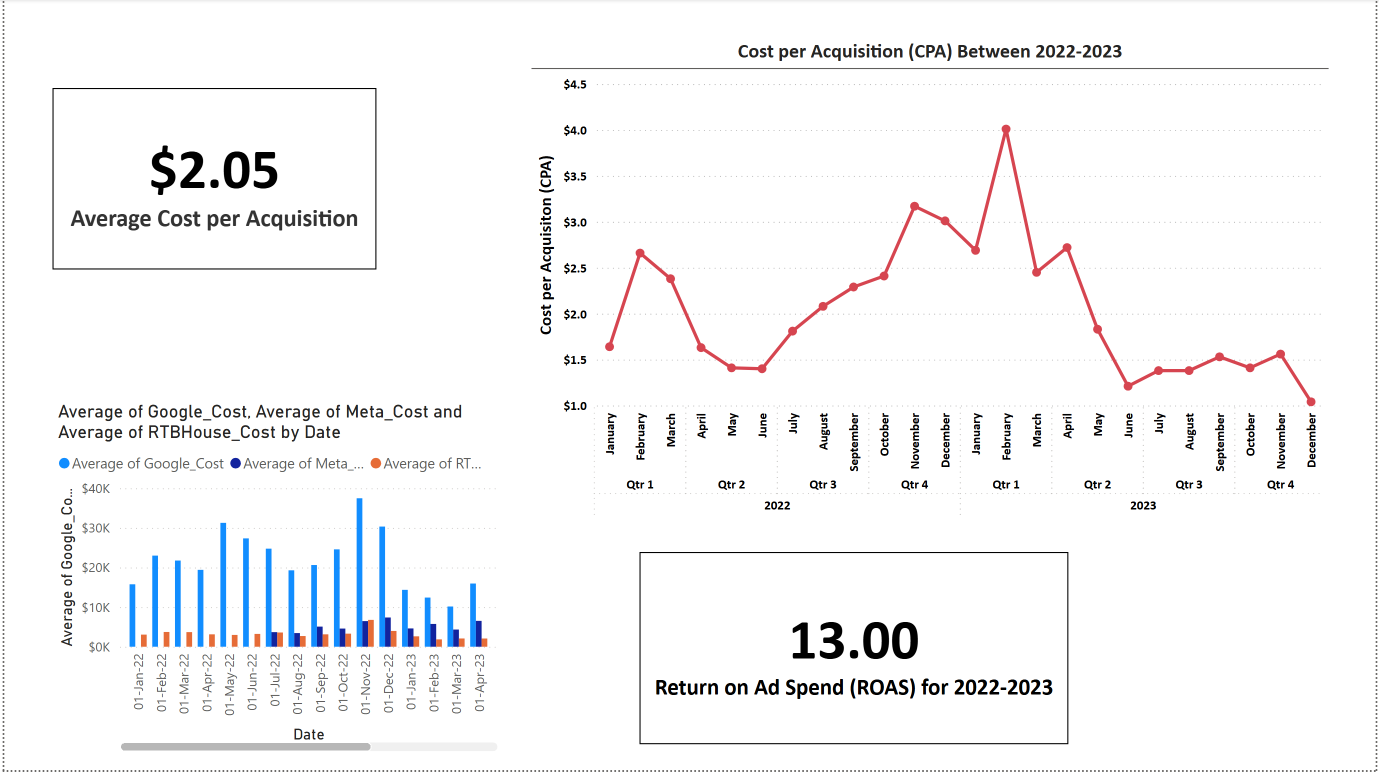 $2.05
Average Cost per Acquisition
Cost per Acquisition (CPA) Between 2022-2023
Cost per Acquisiton (CPA)
$4.5
$4.0
$3.5
$3.0
$2.5
$2.0
$1.5
$1.0
January
February
March
April
May
June
July
August
September
October
November
December
January
February
March
April
May
June
July
August
September
October
November
December
Qtr 1
Qtr 2
Qtr 3
Qtr 4
Qtr 1
Qtr 2
Qtr 3
Qtr 4
2022
2023
Average of Google_Cost, Average of Meta_Cost and
Average of RTBHouse_Cost by Date
Average of Google_Cost
Average of Meta_...
Average of RT...
Average of Google_Co...
$40K
$30K
$20K
$10K
$0K
01-Jan-22
01-Feb-22
01-Mar-22
01-Apr-22
01-May-22
01-Jun-22
01-Jul-22
01-Aug-22
01-Sep-22
01-Oct-22
01-Nov-22
01-Dec-22
01-Jan-23
01-Feb-23
01-Mar-23
01-Apr-23
Date
13.00
Return on Ad Spend (ROAS) for 2022-2023